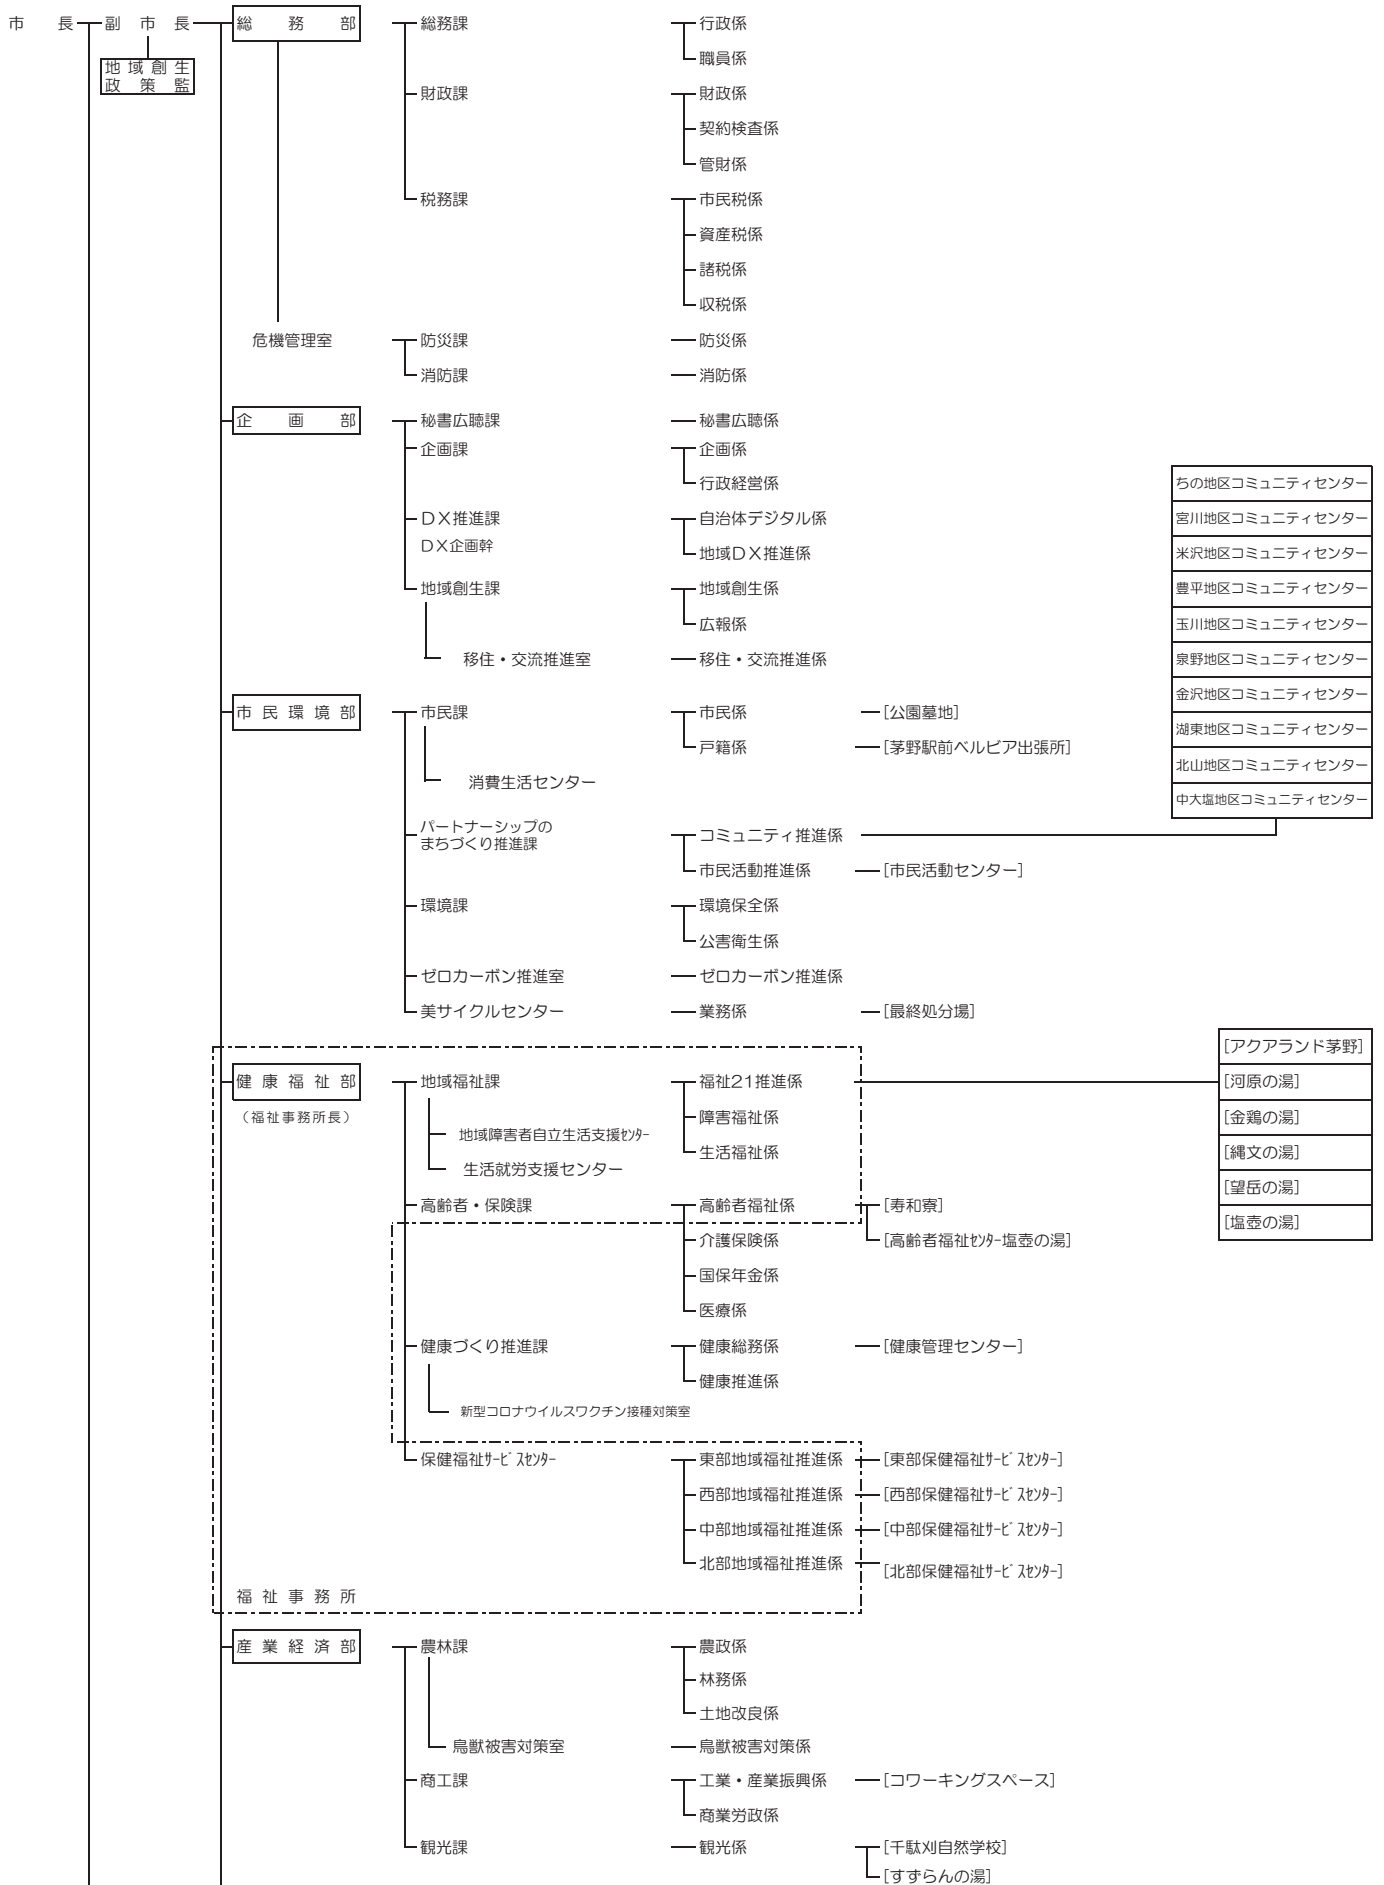 市長 副市長 総務部 総務課 行政係
地域創生
政策監
職員係
財政課 財政係
契約検査係
管財係
税務課 市民税係
資産税係
諸税係
収税係
危機管理室 防災課 防災係
消防課 消防係
企画部 秘書広聴課 秘書広聴係
企画課 企画係
行政経営係
ＤＸ推進課 自治体デジタル係
ＤＸ企画幹
地域ＤＸ推進係
地域創生課 地域創生係
広報係
移住・交流推進室 移住・交流推進係
ちの地区コミュニティセンター
宮川地区コミュニティセンター
米沢地区コミュニティセンター
豊平地区コミュニティセンター
玉川地区コミュニティセンター
泉野地区コミュニティセンター
金沢地区コミュニティセンター
湖東地区コミュニティセンター
北山地区コミュニティセンター
中大塩地区コミュニティセンター
市民環境部 市民課 市民係 [公園墓地]
戸籍係 [茅野駅前ベルビア出張所]
消費生活センター
パートナーシップの
まちづくり推進課
コミュニティ推進係
市民活動推進係 [市民活動センター]
環境課 環境保全係
公害衛生係
ゼロカーボン推進室 ゼロカーボン推進係
美サイクルセンター 業務係 [最終処分場]
健康福祉部 地域福祉課 福祉21推進係
（福祉事務所長） 障害福祉係
地域障害者自立生活支援ｾﾝﾀｰ
生活福祉係
生活就労支援センター
[アクアランド茅野]
[河原の湯]
[金鶏の湯]
[縄文の湯]
[望岳の湯]
[塩壺の湯]
高齢者・保険課 高齢者福祉係 [寿和寮]
介護保険係 [高齢者福祉ｾﾝﾀｰ塩壺の湯]
国保年金係
医療係
健康づくり推進課 健康総務係 [健康管理センター]
健康推進係
新型コロナウイルスワクチン接種対策室
保健福祉ｻｰﾋﾞｽｾﾝﾀｰ 東部地域福祉推進係 [東部保健福祉ｻｰﾋﾞｽｾﾝﾀｰ]
西部地域福祉推進係 [西部保健福祉ｻｰﾋﾞｽｾﾝﾀｰ]
中部地域福祉推進係 [中部保健福祉ｻｰﾋﾞｽｾﾝﾀｰ]
北部地域福祉推進係 [北部保健福祉ｻｰﾋﾞｽｾﾝﾀｰ]
福祉事務所
産業経済部 農林課 農政係
林務係
土地改良係
鳥獣被害対策室 鳥獣被害対策係
商工課 工業・産業振興係 [コワーキングスペース]
商業労政係
観光課 観光係 [千駄刈自然学校]
[すずらんの湯]